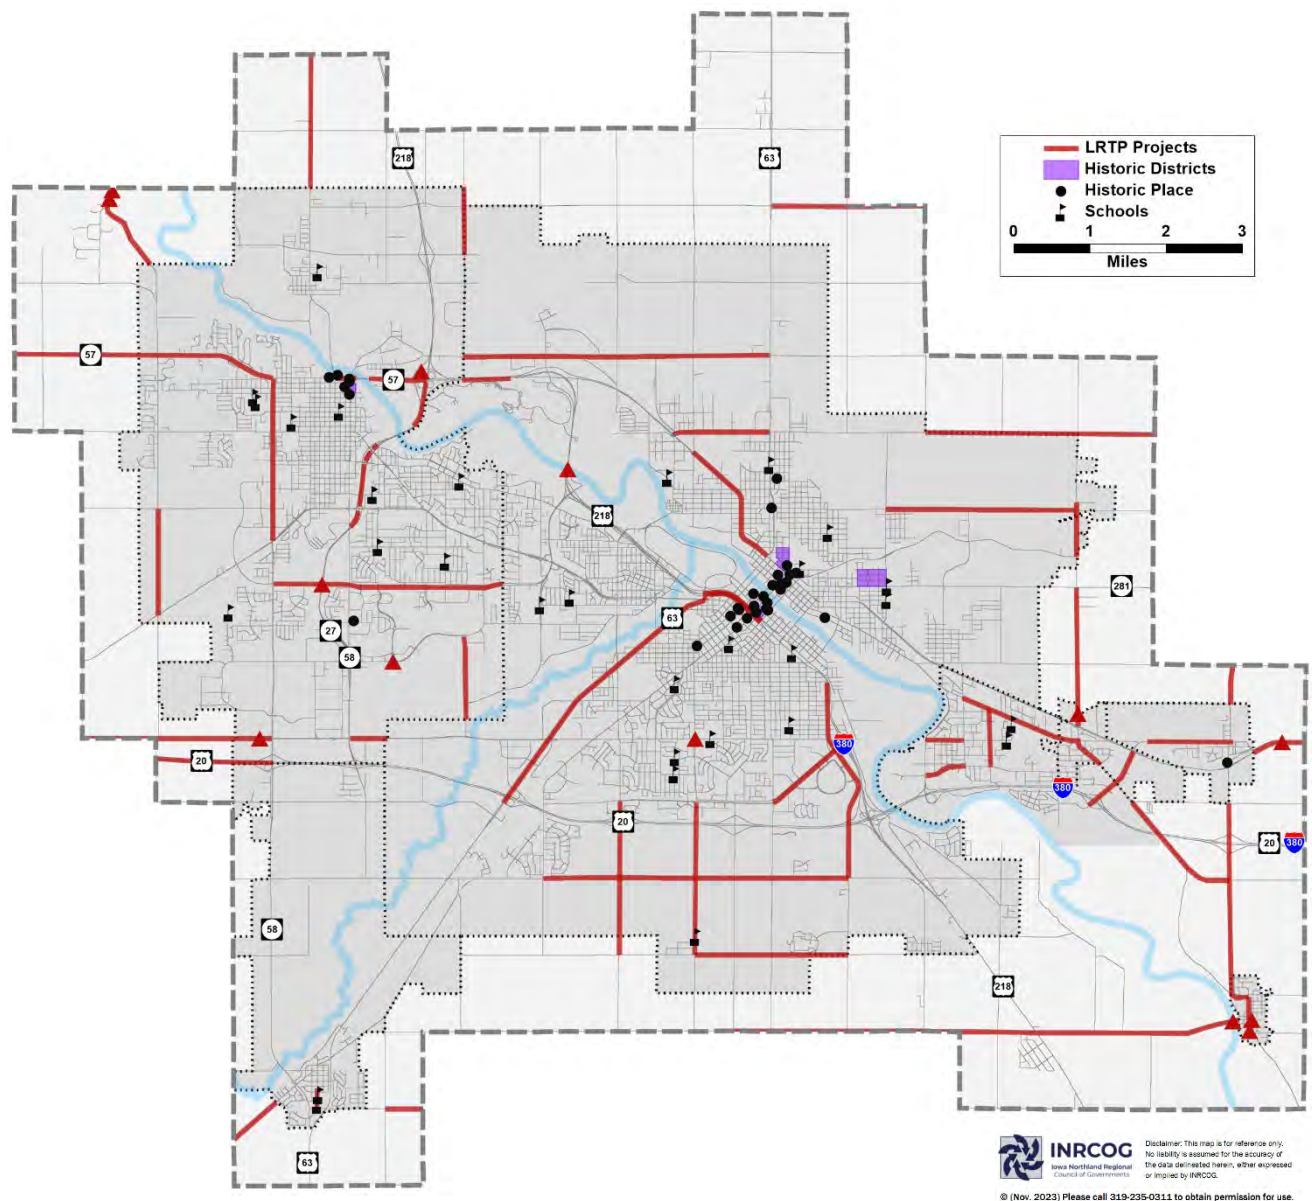 218
63
LRTP Projects
Historic Districts
Historic Place
Schools
0 1 2 3
Miles
57
57
218
281
63
27
58
20
380
380
20
20
380
58
218
63
INRCOG
Iowa Northland Regional
Council of Governments
Disclaimer: This map is for reference only.
No liability is assumed for the accuracy of
the data delineated herein, either expressed
or implied by INRCOG.
© (Nov. 2023) Please call 319-235-0311 to obtain permission for use.